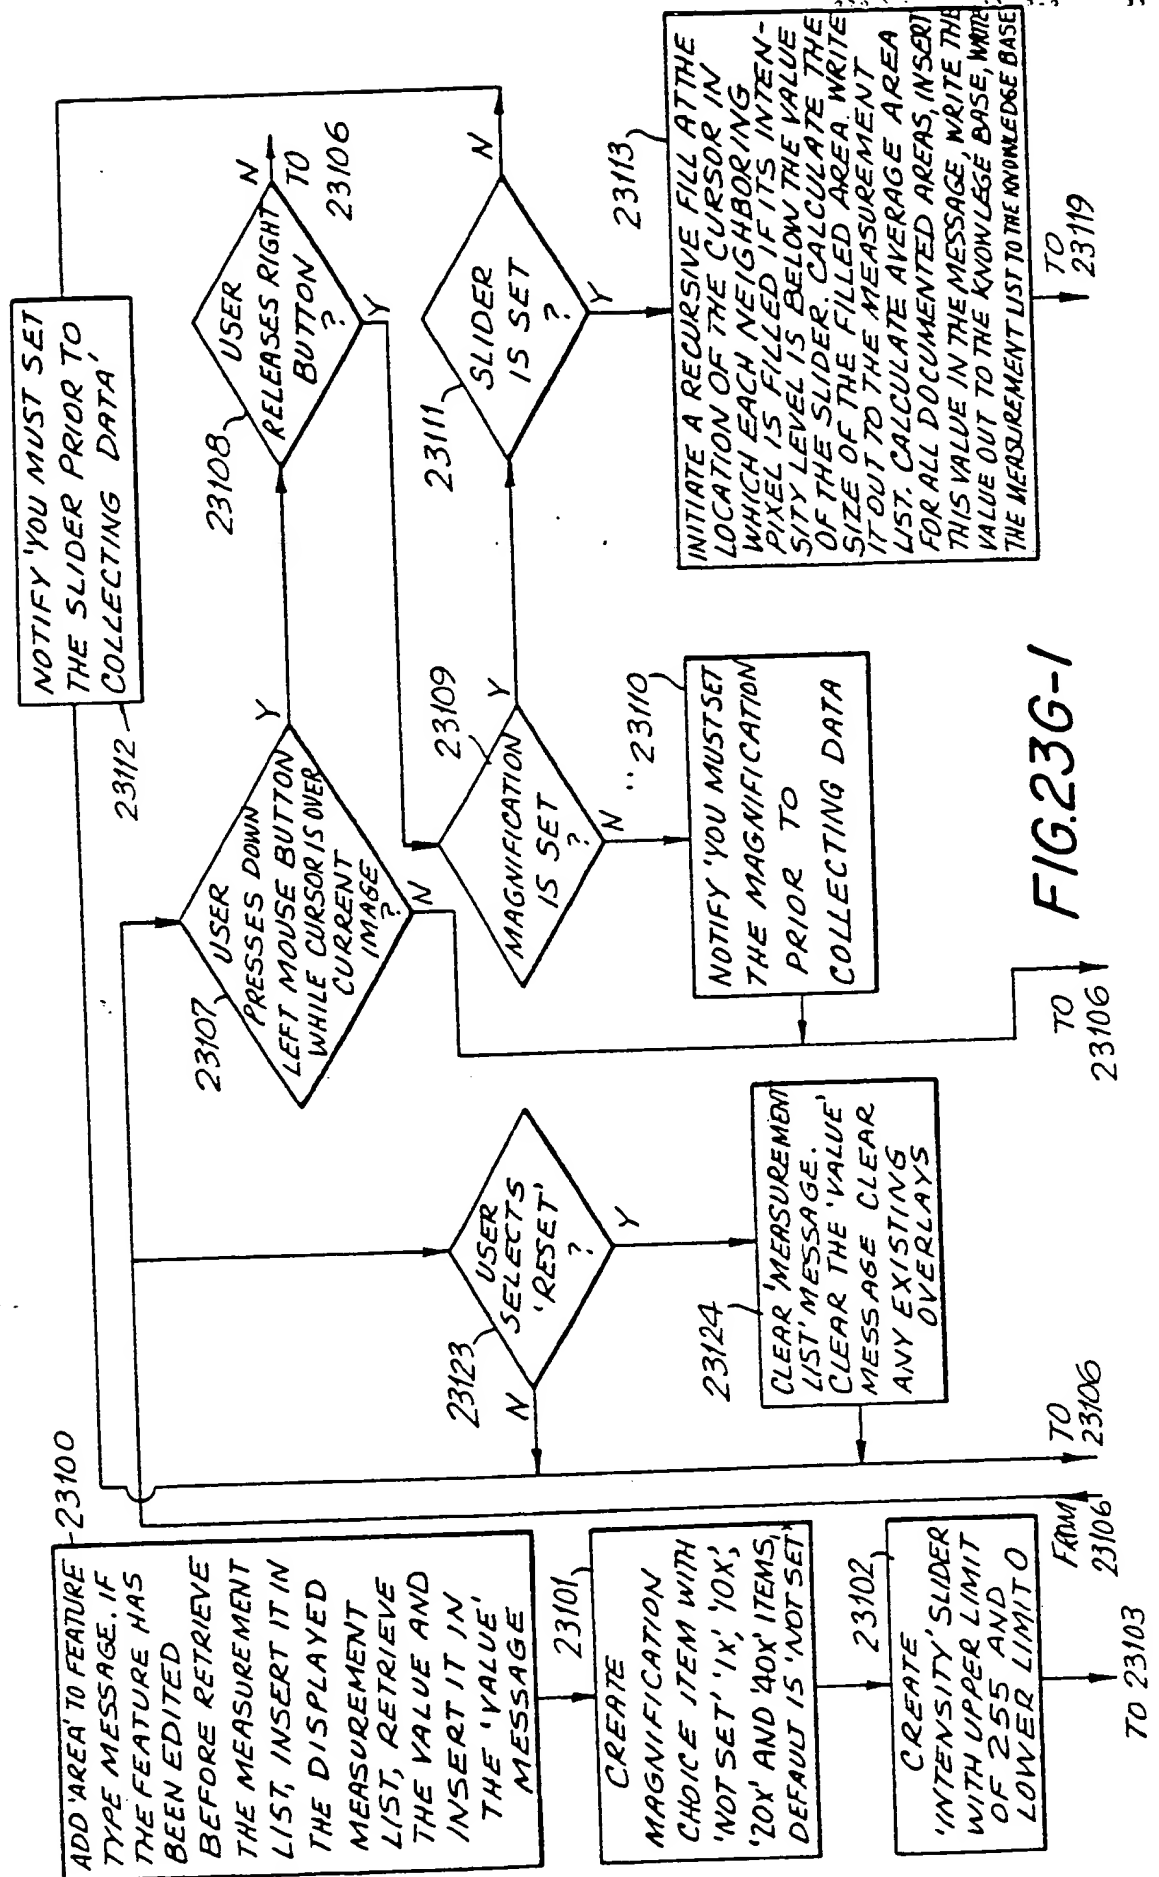 ADD 'AREA' TO FEATURE
TYPE MESSAGE. IF
THE FEATURE HAS
BEEN EDITED
BEFORE RETRIEVE
THE MEASUREMENT
LIST, INSERT IT IN
THE DISPLAYED
MEASUREMENT
LIST, RETRIEVE
THE VALUE AND
INSERT IT IN
THE 'VALUE'
MESSAGE
23100
CREATE
MAGNIFICATION
CHOICE ITEM WITH
'NOT SET' '1X', '10X',
'20X' AND '40X' ITEMS,
DEFAULT IS 'NOT SET'
23101
CREATE
'INTENSITY' SLIDER
WITH UPPER LIMIT
OF 255 AND
LOWER LIMIT 0
23102
TO 23103
FROM
23106
TO
23106
USER
SELECTS
'RESET'
?
23123
N
Y
CLEAR 'MEASUREMENT
LIST' MESSAGE.
CLEAR THE 'VALUE'
MESSAGE CLEAR
ANY EXISTING
OVERLAYS
23124
USER
PRESSES DOWN
LEFT MOUSE BUTTON
WHILE CURSOR IS OVER
CURRENT
IMAGE
?
23107
Y
N
TO
23106
NOTIFY 'YOU MUST SET
THE SLIDER PRIOR TO
COLLECTING DATA'
23112
USER
RELEASES RIGHT
BUTTON
?
23108
N
TO
23106
Y
MAGNIFICATION
IS SET
?
23109
Y
N
NOTIFY 'YOU MUST SET
THE MAGNIFICATION
PRIOR TO
COLLECTING DATA
23110
SLIDER
IS SET
?
23111
N
Y
INITIATE A RECURSIVE FILL AT THE
LOCATION OF THE CURSOR IN
WHICH EACH NEIGHBORING
PIXEL IS FILLED IF ITS INTEN-
SITY LEVEL IS BELOW THE VALUE
OF THE SLIDER. CALCULATE THE
SIZE OF THE FILLED AREA. WRITE
IT OUT TO THE MEASUREMENT
LIST. CALCULATE AVERAGE AREA
FOR ALL DOCUMENTED AREAS, INSERT
THIS VALUE IN THE MESSAGE, WRITE THE
VALUE OUT TO THE KNOWLEGE BASE, WRITE
THE MEASUREMENT LIST TO THE KNOWLEDGE BASE
23113
TO
23119
FIG.23G-1